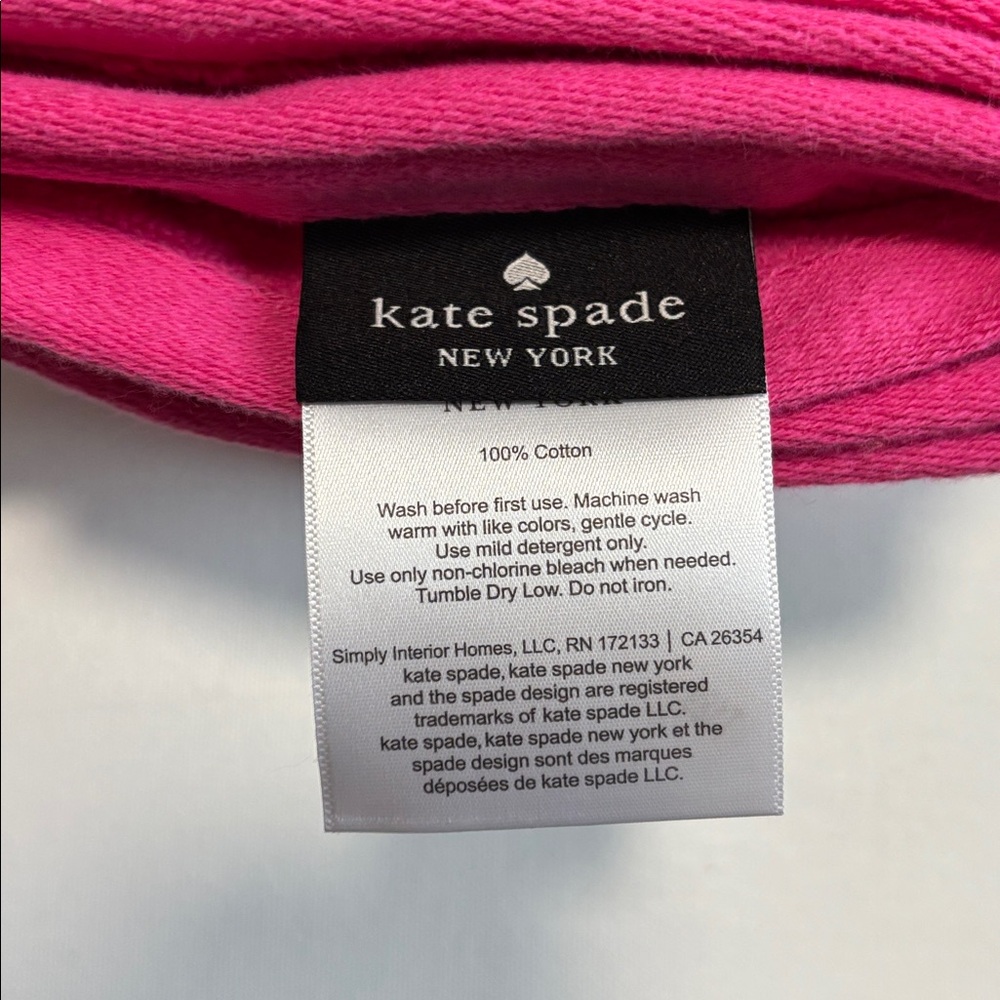 kate spade
NEW YORK
NEW YORK
100% Cotton
Wash before first use. Machine wash
warm with like colors, gentle cycle.
Use mild detergent only.
Use only non-chlorine bleach when needed.
Tumble Dry Low. Do not iron.
Simply Interior Homes, LLC, RN 172133 | CA 26354
kate spade, kate spade new york
and the spade design are registered
trademarks of kate spade LLC.
kate spade, kate spade new york et the
spade design sont des marques
déposées de kate spade LLC.